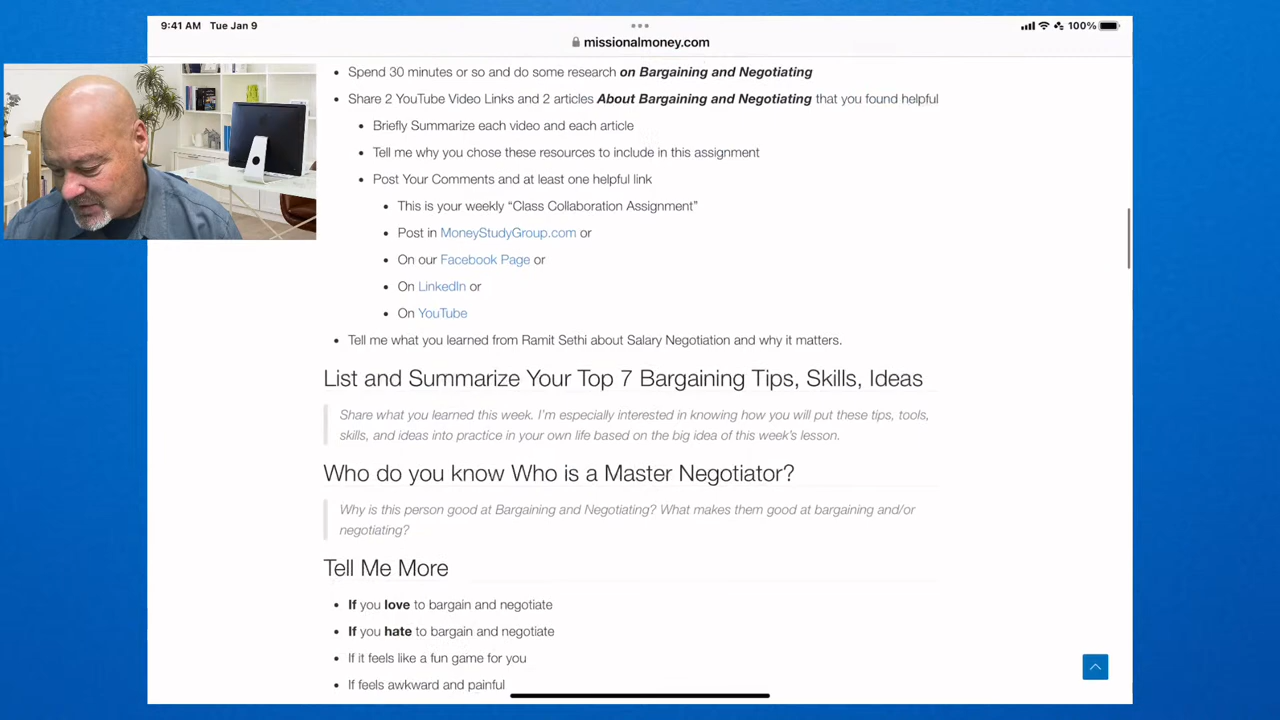 9:41 AM Tue Jan 9
100%
missionalmoney.com
Spend 30 minutes or so and do some research on Bargaining and Negotiating
Share 2 YouTube Video Links and 2 articles About Bargaining and Negotiating that you found helpful
Briefly Summarize each video and each article
Tell me why you chose these resources to include in this assignment
Post Your Comments and at least one helpful link
This is your weekly “Class Collaboration Assignment”
Post in MoneyStudyGroup.com or
On our Facebook Page or
On LinkedIn or
On YouTube
Tell me what you learned from Ramit Sethi about Salary Negotiation and why it matters.
List and Summarize Your Top 7 Bargaining Tips, Skills, Ideas
Share what you learned this week. I’m especially interested in knowing how you will put these tips, tools,
skills, and ideas into practice in your own life based on the big idea of this week’s lesson.
Who do you know Who is a Master Negotiator?
Why is this person good at Bargaining and Negotiating? What makes them good at bargaining and/or
negotiating?
Tell Me More
If you love to bargain and negotiate
If you hate to bargain and negotiate
If it feels like a fun game for you
If feels awkward and painful